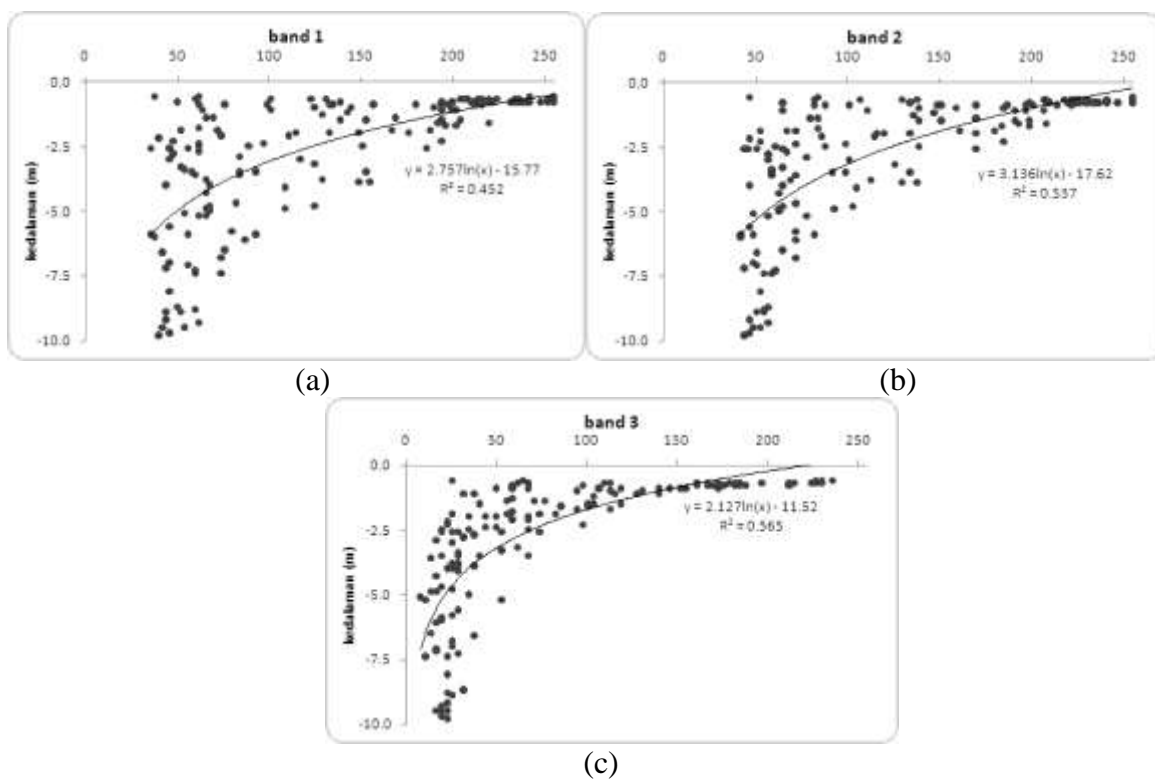 band 1
0 50 100 150 200 250
0.0
-2.5
-5.0
-7.5
-10.0
kedalaman (m)
y = 2.757ln(x) - 15.77
R² = 0.452
(a)
band 2
0 50 100 150 200 250
0.0
-2.5
-5.0
-7.5
-10.0
kedalaman (m)
y = 3.136ln(x) - 17.62
R² = 0.537
(b)
band 3
0 50 100 150 200 250
0.0
-2.5
-5.0
-7.5
-10.0
kedalaman (m)
y = 2.127ln(x) - 11.52
R² = 0.565
(c)